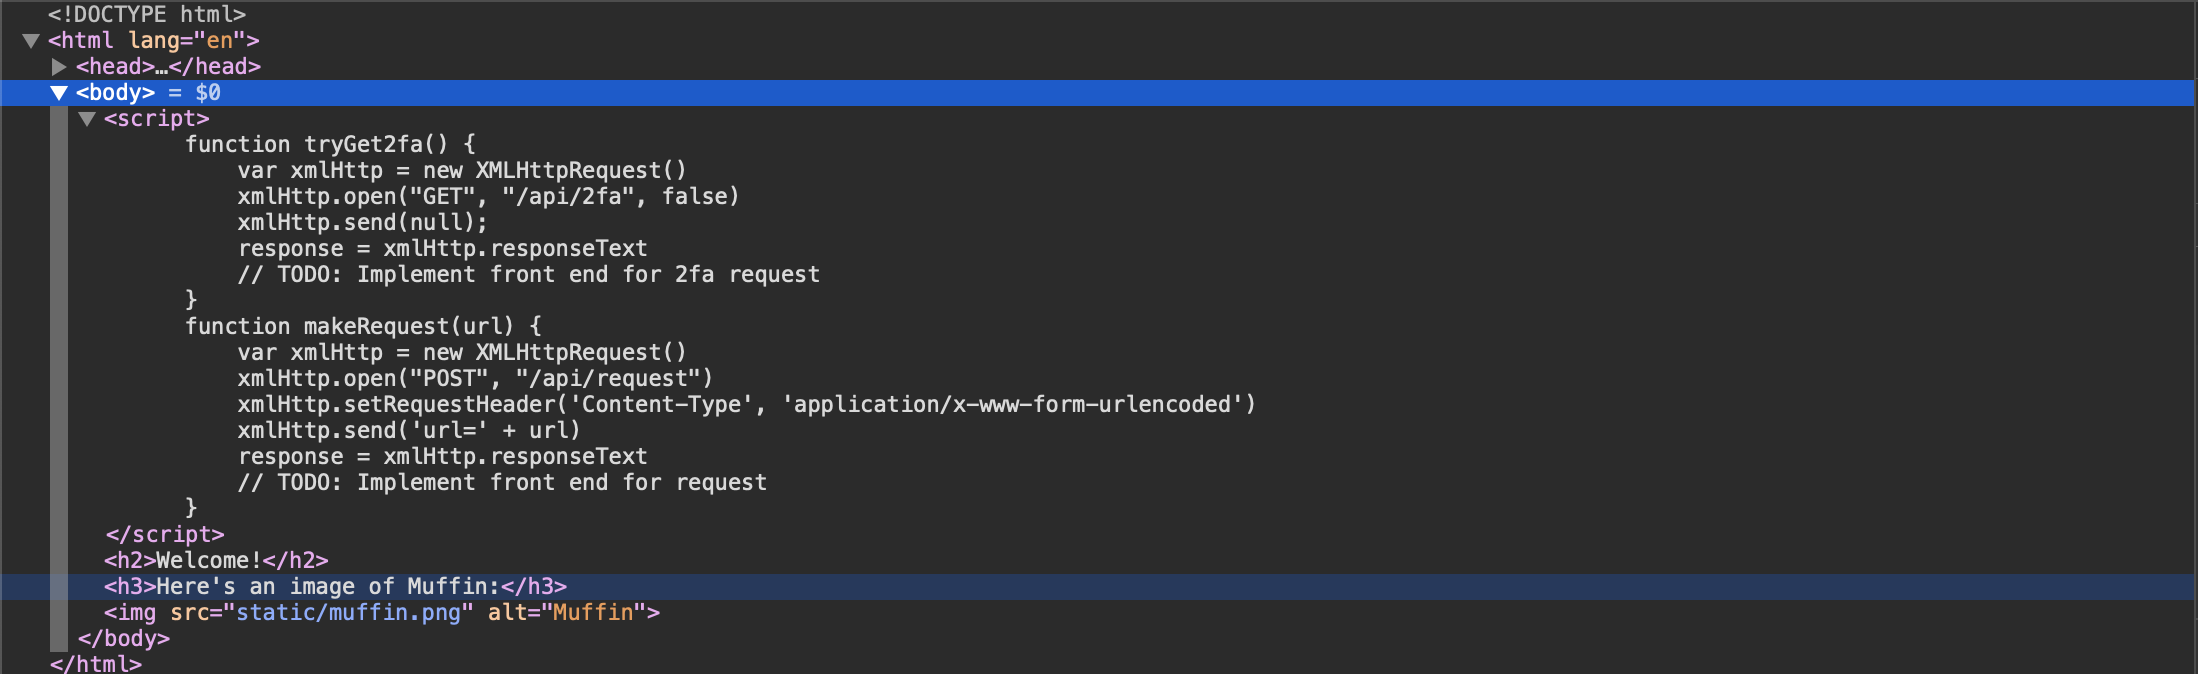 <!DOCTYPE html>
<html lang="en">
<head>…</head>
<body> = $0
<script>
function tryGet2fa() {
var xmlHttp = new XMLHttpRequest()
xmlHttp.open("GET", "/api/2fa", false)
xmlHttp.send(null);
response = xmlHttp.responseText
// TODO: Implement front end for 2fa request
}
function makeRequest(url) {
var xmlHttp = new XMLHttpRequest()
xmlHttp.open("POST", "/api/request")
xmlHttp.setRequestHeader('Content-Type', 'application/x-www-form-urlencoded')
xmlHttp.send('url=' + url)
response = xmlHttp.responseText
// TODO: Implement front end for request
}
</script>
<h2>Welcome!</h2>
<h3>Here's an image of Muffin:</h3>
<img src="static/muffin.png" alt="Muffin">
</body>
</html>